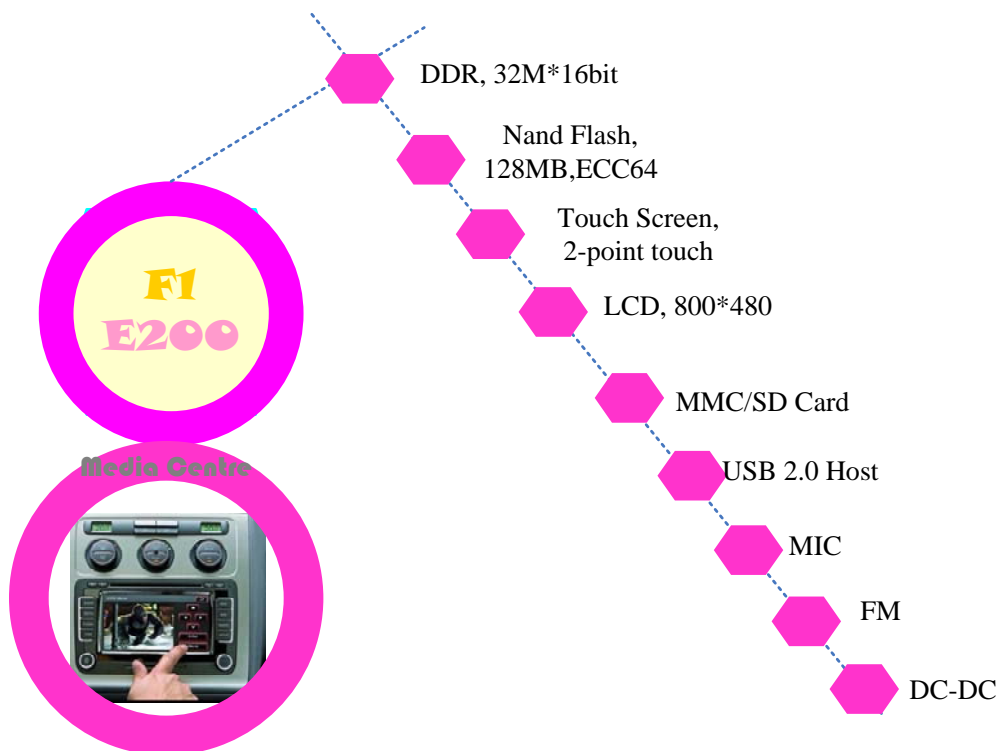 DDR, 32M*16bit
Nand Flash,
128MB,ECC64
Touch Screen,
2-point touch
LCD, 800*480
MMC/SD Card
USB 2.0 Host
MIC
FM
DC-DC
F1
E200
Media Centre